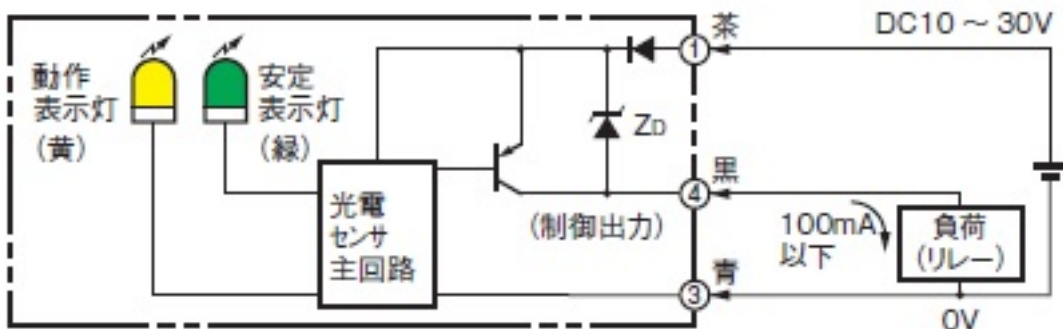 動作
表示灯
(黄)
安定
表示灯
(緑)
光電
センサ
主回路
ZD
(制御出力)
① 茶
④ 黒
③ 青
DC10 ～ 30V
100mA
以下
負荷
(リレー)
0V